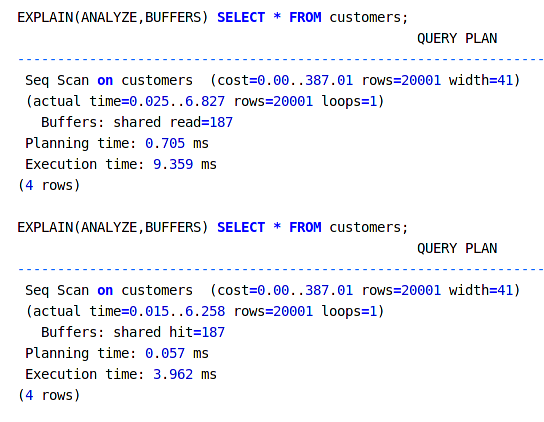 EXPLAIN(ANALYZE,BUFFERS) SELECT * FROM customers;
QUERY PLAN
--------------------------------------------------------------------
Seq Scan on customers  (cost=0.00..387.01 rows=20001 width=41)
(actual time=0.025..6.827 rows=20001 loops=1)
Buffers: shared read=187
Planning time: 0.705 ms
Execution time: 9.359 ms
(4 rows)
EXPLAIN(ANALYZE,BUFFERS) SELECT * FROM customers;
QUERY PLAN
--------------------------------------------------------------------
Seq Scan on customers  (cost=0.00..387.01 rows=20001 width=41)
(actual time=0.015..6.258 rows=20001 loops=1)
Buffers: shared hit=187
Planning time: 0.057 ms
Execution time: 3.962 ms
(4 rows)